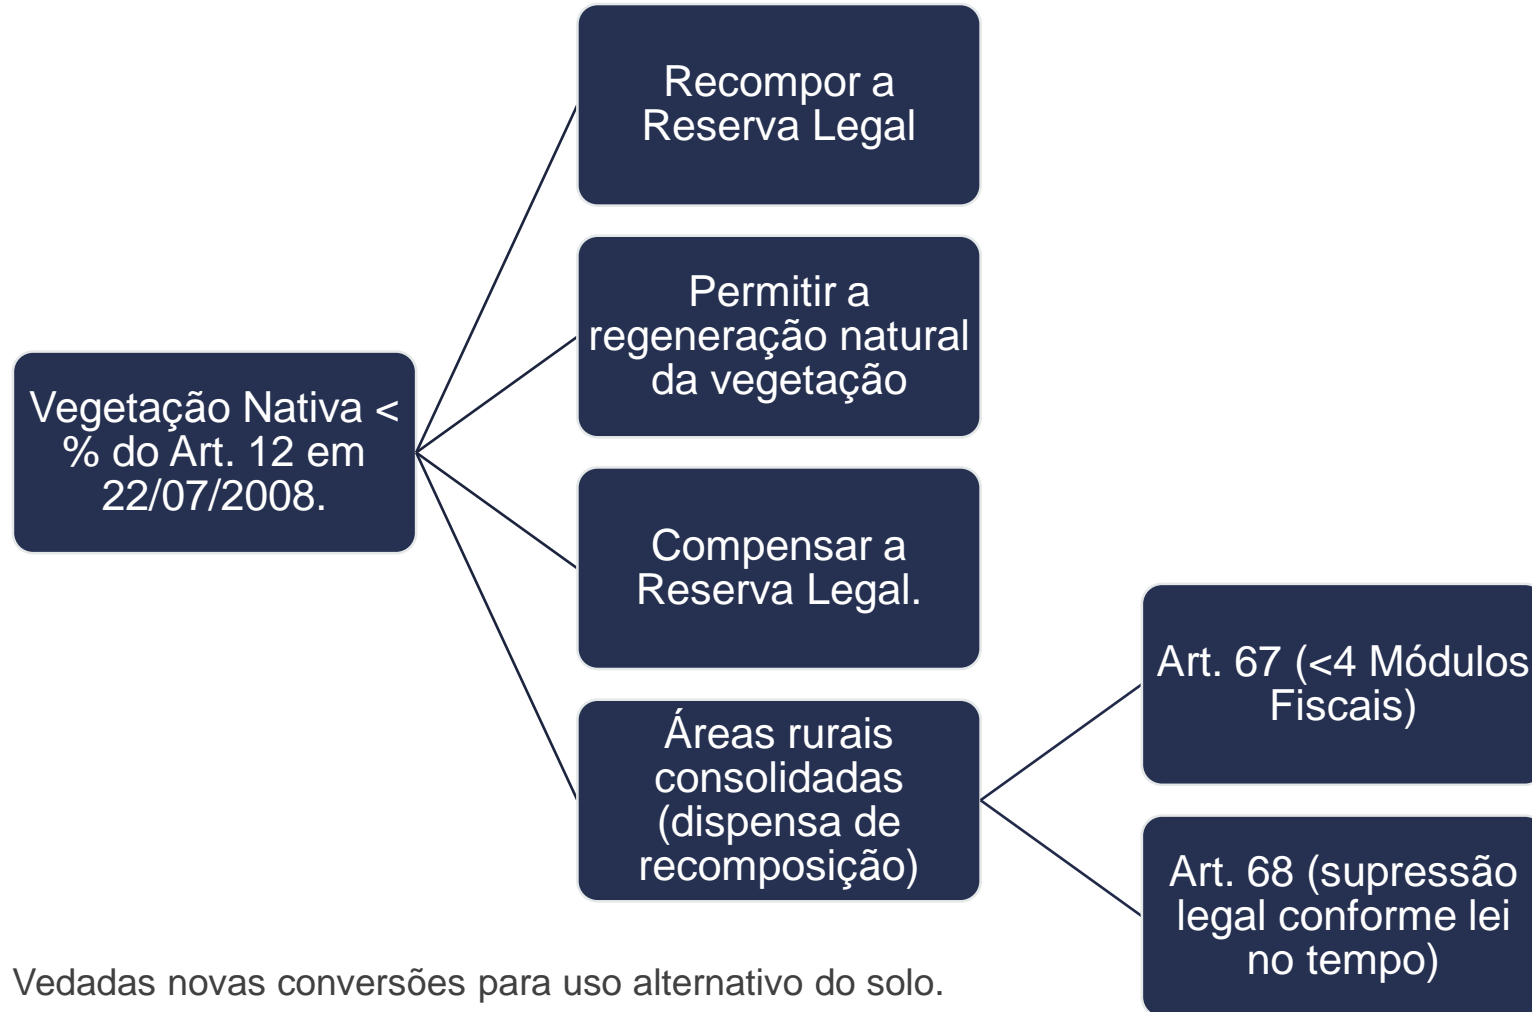 Recompor a
Reserva Legal
Permitir a
regeneração natural
da vegetação
Vegetação Nativa <
% do Art. 12 em
22/07/2008.
Compensar a
Reserva Legal.
Áreas rurais
consolidadas
(dispensa de
recomposição)
Art. 67 (<4 Módulos
Fiscais)
Art. 68 (supressão
legal conforme lei
no tempo)
Vedadas novas conversões para uso alternativo do solo.